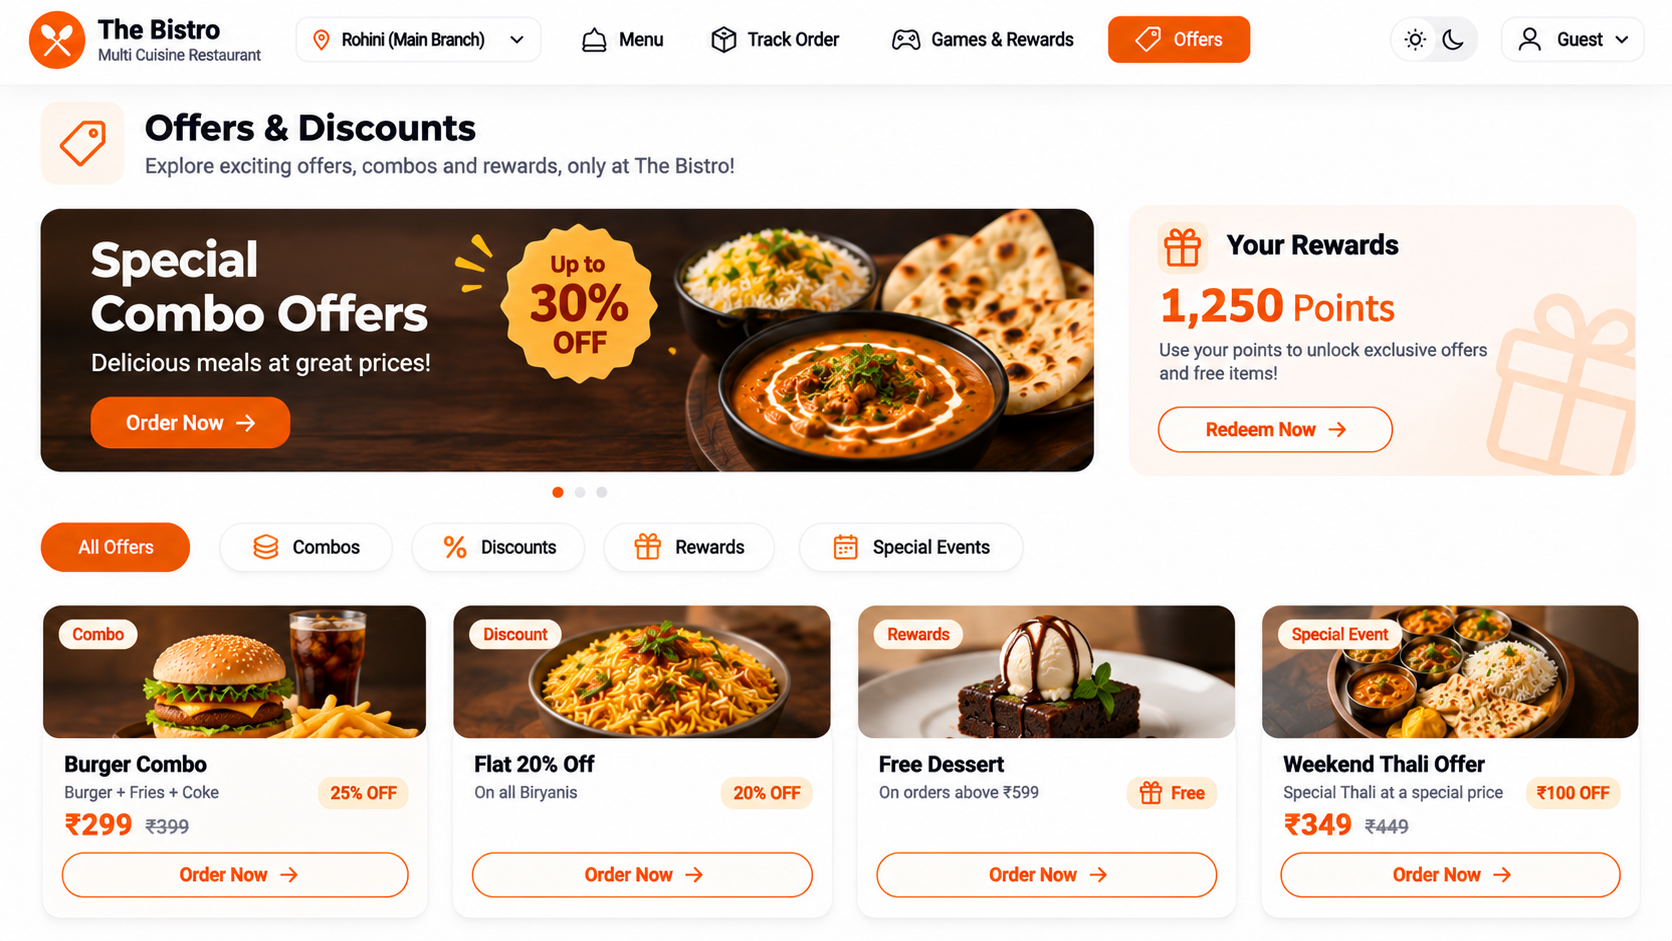 The Bistro
Multi Cuisine Restaurant
Rohini (Main Branch)
Menu
Track Order
Games & Rewards
Offers
Guest
Offers & Discounts
Explore exciting offers, combos and rewards, only at The Bistro!
Special
Combo Offers
Delicious meals at great prices!
Order Now
Up to
30%
OFF
Your Rewards
1,250 Points
Use your points to unlock exclusive offers
and free items!
Redeem Now
All Offers
Combos
Discounts
Rewards
Special Events
Combo
Burger Combo
Burger + Fries + Coke
25% OFF
₹299 ₹399
Order Now
Discount
Flat 20% Off
On all Biryanis
20% OFF
Order Now
Rewards
Free Dessert
On orders above ₹599
Free
Order Now
Special Event
Weekend Thali Offer
Special Thali at a special price
₹100 OFF
₹349 ₹449
Order Now